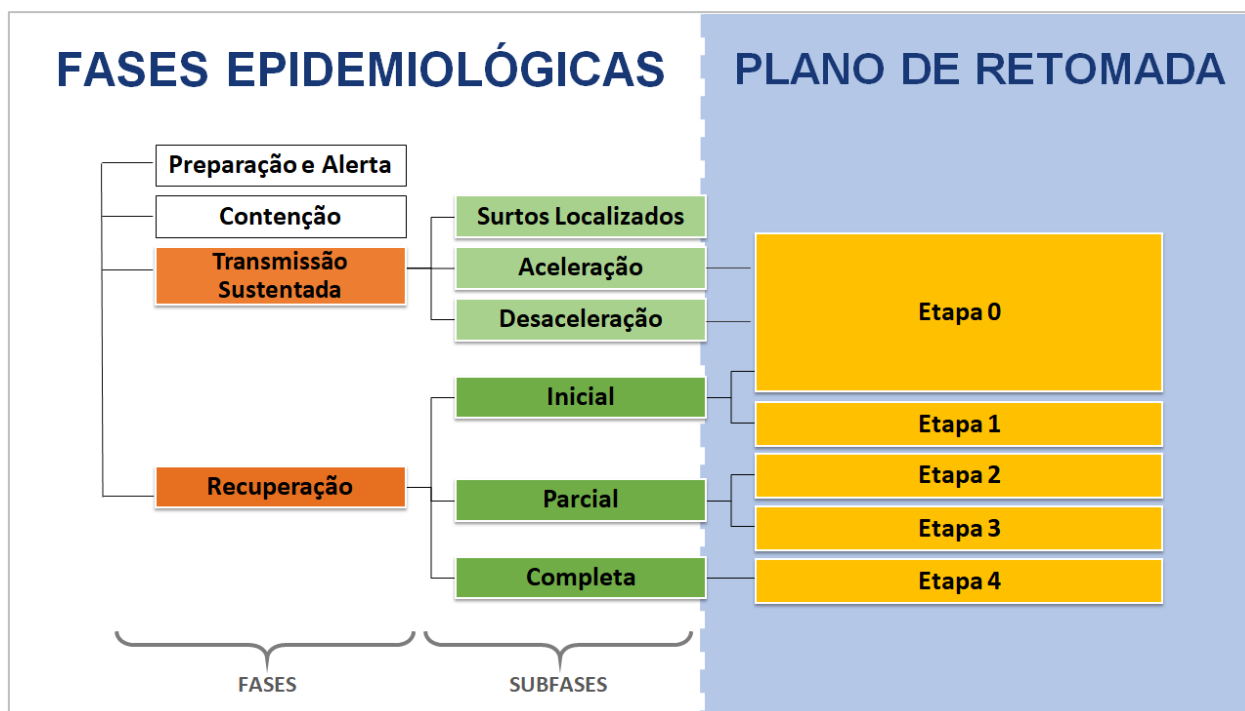 FASES EPIDEMIOLÓGICAS
PLANO DE RETOMADA
Preparação e Alerta
Contenção
Transmissão
Sustentada
Recuperação
Surtos Localizados
Aceleração
Desaceleração
Inicial
Parcial
Completa
Etapa 0
Etapa 1
Etapa 2
Etapa 3
Etapa 4
FASES
SUBFASES